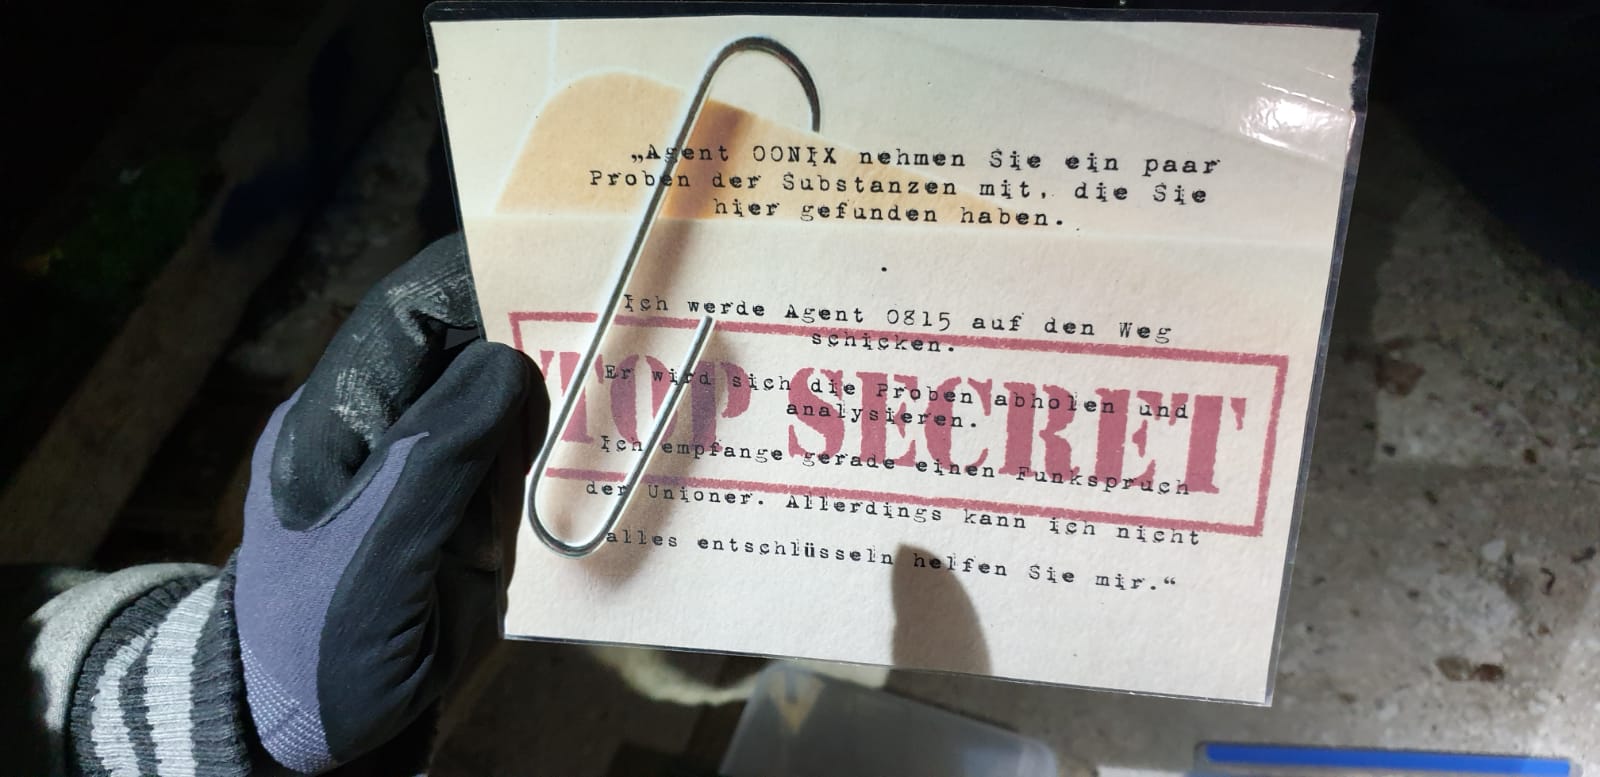 „Agent OONIX nehmen Sie ein paar
Proben der Substanzen mit, die Sie
hier gefunden haben.
.
Ich werde Agent 0815 auf den Weg
schicken.
Er wird sich die Proben abholen und
analysieren.
TOP SECRET
Ich empfange gerade einen Funkspruch
der Unioner. Allerdings kann ich nicht
alles entschlüsseln helfen Sie mir.“